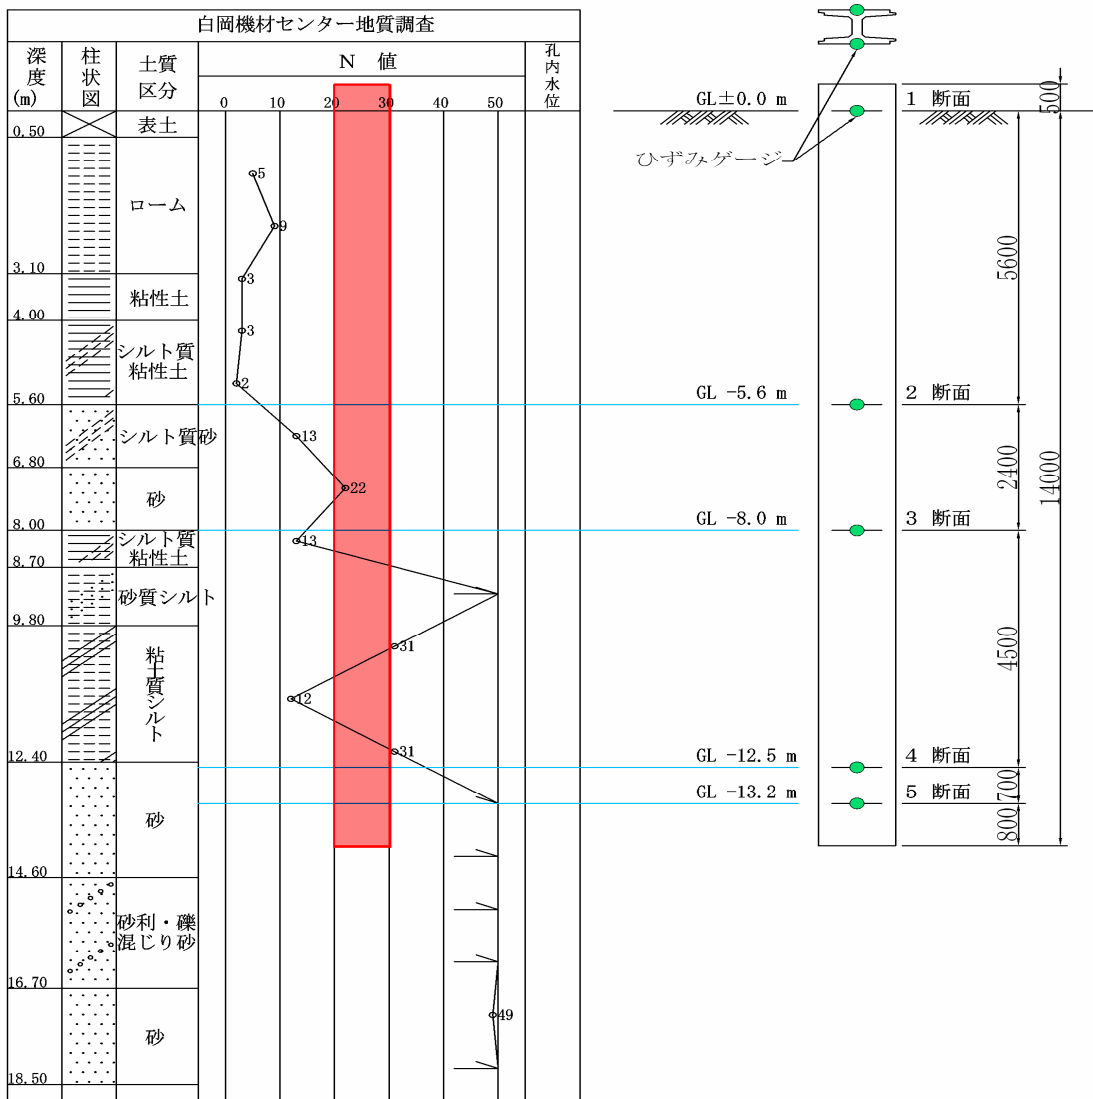 白岡機材センター地質調査
深度(m)
柱状図
土質区分
N 値
孔内水位
0
10
20
30
40
50
表土
0.50
ローム
3.10
粘性土
4.00
シルト質
粘性土
5.60
シルト質砂
6.80
砂
8.00
シルト質
粘性土
8.70
砂質シルト
9.80
粘土質シルト
12.40
砂
14.60
砂利・礫
混じり砂
16.70
砂
18.50
5
9
3
3
2
13
22
13
31
12
31
49
GL±0.0 m
GL -5.6 m
GL -8.0 m
GL -12.5 m
GL -13.2 m
ひずみゲージ
1 断面
2 断面
3 断面
4 断面
5 断面
500
5600
2400
4500
700
800
14000